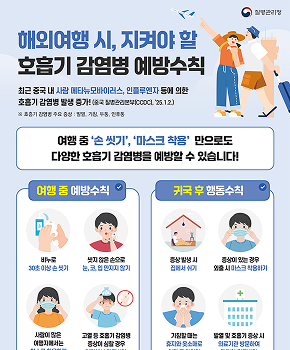 질병관리청
해외여행 시, 지켜야 할
호흡기 감염병 예방수칙
최근 중국 내 사람 메타뉴모바이러스, 인플루엔자 등에 의한
호흡기 감염병 발생 증가! (중국 질병관리본부(CCDC), '25.1.2.)
※ 호흡기 감염병 주요 증상 : 발열, 기침, 두통, 인후통
여행 중 '손 씻기', '마스크 착용' 만으로도
다양한 호흡기 감염병을 예방할 수 있습니다!
여행 중 예방수칙
귀국 후 행동수칙
비누로
30초 이상 손 씻기
씻지 않은 손으로
눈, 코, 입 만지지 않기
증상 발생 시
집에서 쉬기
증상이 있는 경우
외출 시 마스크 착용하기
사람이 많은
여행지에서는
고열 등 호흡기 감염병
증상이 심할 경우
기침할 때는
휴지와 옷소매로
발열 및 호흡기 증상 시
의료기관 방문하여